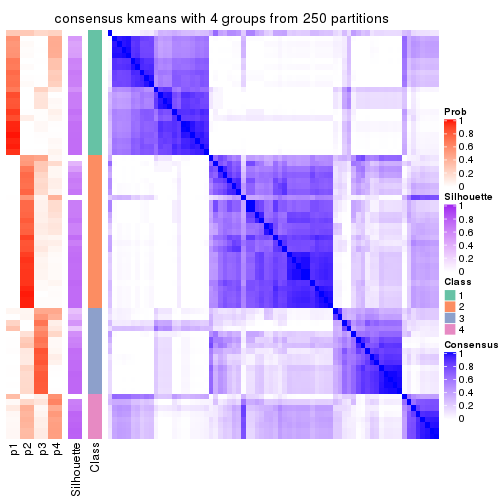 consensus kmeans with 4 groups from 250 partitions
Prob
1
0.8
0.6
0.4
0.2
0
Silhouette
1
0.8
0.6
0.4
0.2
0
Class
1
2
3
4
Consensus
1
0.8
0.6
0.4
0.2
0
p1
p2
p3
p4
Silhouette
Class